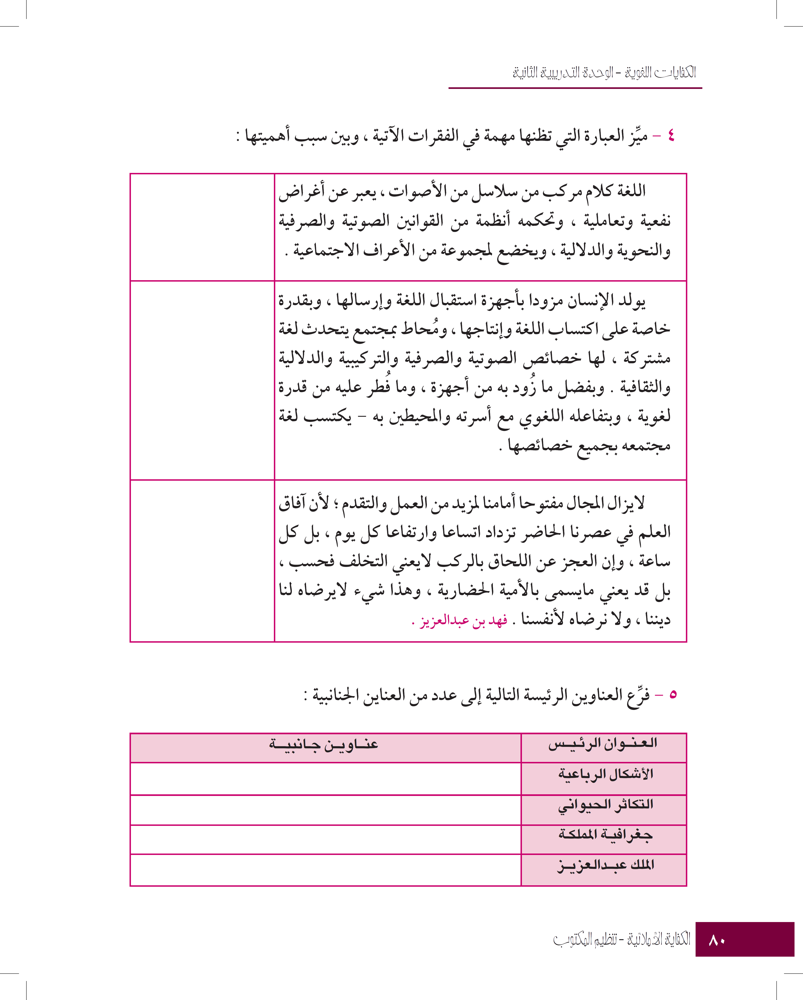 الكفايات اللغوية - الوحدة التدريبية الثانية
٤ - ميِّز العبارة التي تظنها مهمة في الفقرات الآتية ، وبين سبب أهميتها :
اللغة كلام مركب من سلاسل من الأصوات ، يعبر عن أغراض
نفعية وتعاملية ، وتحكمه أنظمة من القوانين الصوتية والصرفية
والنحوية والدلالية ، ويخضع لمجموعة من الأعراف الاجتماعية .
يولد الإنسان مزودا بأجهزة استقبال اللغة وإرسالها ، وبقدرة
خاصة على اكتساب اللغة وإنتاجها ، ومُحاط بمجتمع يتحدث لغة
مشتركة ، لها خصائص الصوتية والصرفية والتركيبية والدلالية
والثقافية . وبفضل ما زُود به من أجهزة ، وما فُطر عليه من قدرة
لغوية ، وبتفاعله اللغوي مع أسرته والمحيطين به - يكتسب لغة
مجتمعه بجميع خصائصها .
لايزال المجال مفتوحا أمامنا لمزيد من العمل والتقدم ؛ لأن آفاق
العلم في عصرنا الحاضر تزداد اتساعا وارتفاعا كل يوم ، بل كل
ساعة ، وإن العجز عن اللحاق بالركب لايعني التخلف فحسب ،
بل قد يعني مايسمى بالأمية الحضارية ، وهذا شيء لايرضاه لنا
ديننا ، ولا نرضاه لأنفسنا . فهد بن عبدالعزيز .
٥ - فرِّع العناوين الرئيسة التالية إلى عدد من العناين الجنانبية :
العنــوان الرئـيــس عنــاويــن جـانبيــة
الأشكال الرباعية
التكاثر الحيواني
جغرافية المملكة
الملك عبـدالعزيـز
الكفاية الأملائية - تنظيم المكتوب ٨٠